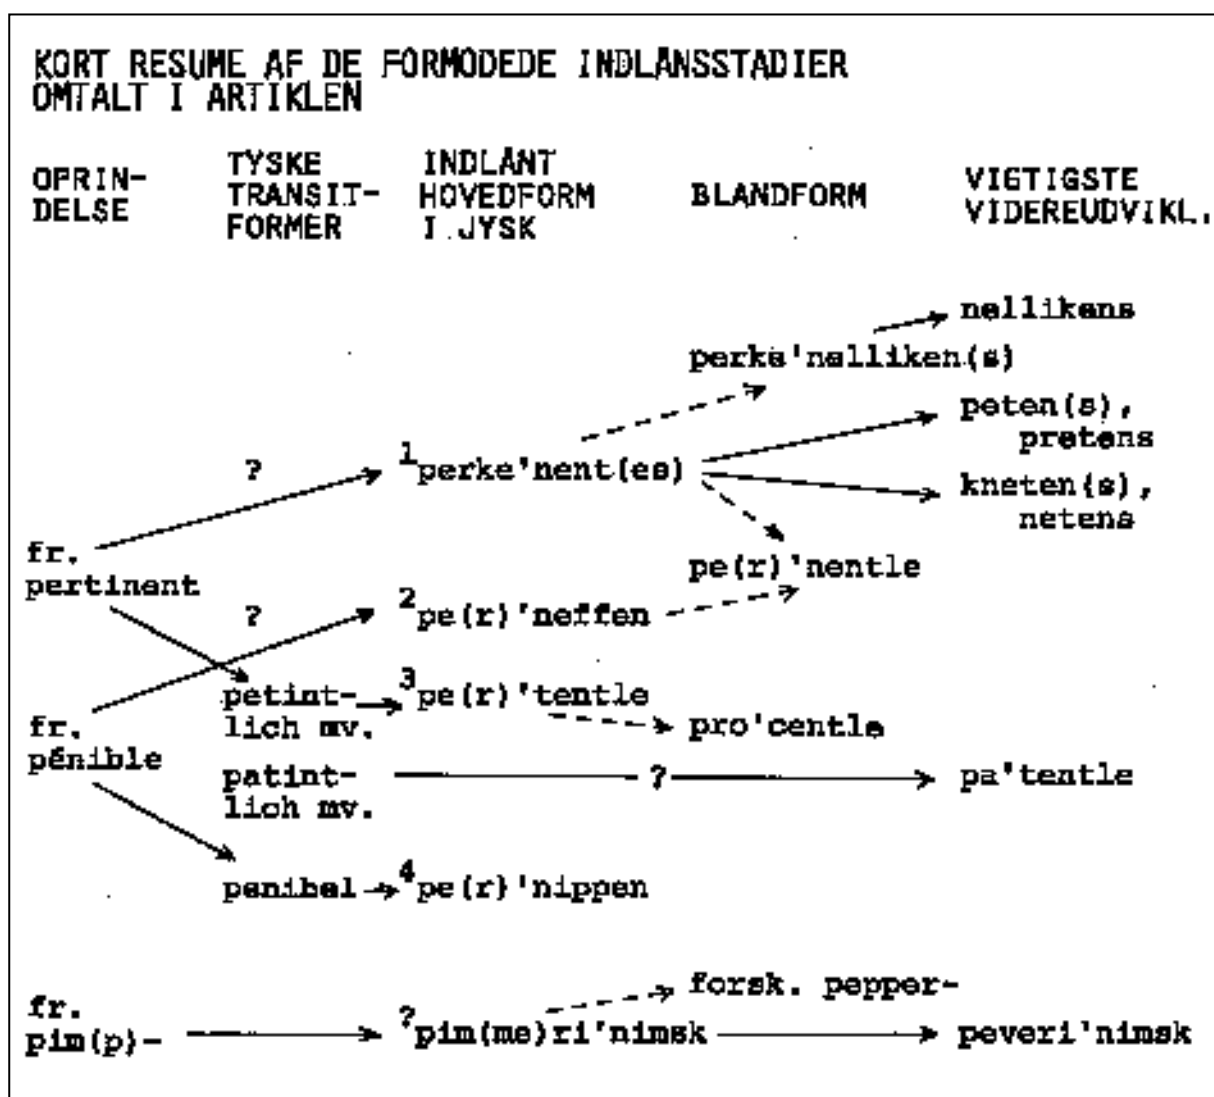 KORT RESUME AF DE FORMODEDE INDLÅNSSTADIER
OMTALT I ARTIKLEN
OPRIN-
DELSE
TYSKE
TRANSIT-
FORMER
INDLÅNT
HOVEDFORM
I JYSK
BLANDFORM
VIGTIGSTE
VIDEREUDVIKL.
nellikens
perke'nelliken(s)
peten(s),
pretens
? 1perke'nent(es)
kneten(s),
netens
fr.
pertinent
pe(r)'nentle
? 2pe(r)'neffen
petint-
lich mv.
3pe(r)'tentle
pro'centle
fr.
pénible
patint-
lich mv.
? pa'tentle
penibel 4pe(r)'nippen
forsk. pepper-
fr.
pim(p)- ?pim(me)ri'nimsk peveri'nimsk